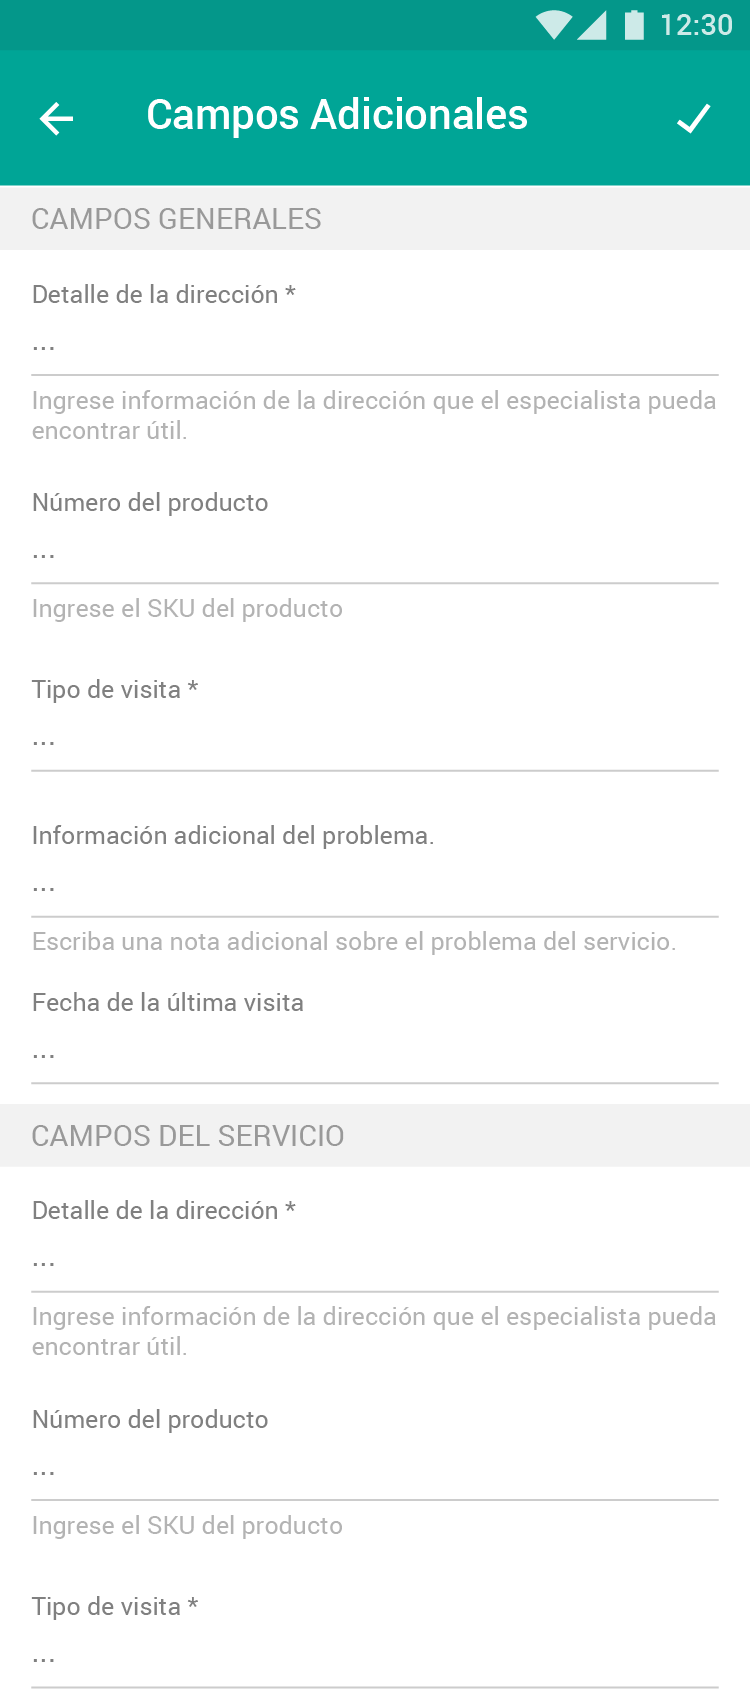 12:30
Campos Adicionales
CAMPOS GENERALES
Detalle de la dirección *
...
Ingrese información de la dirección que el especialista pueda
encontrar útil.
Número del producto
...
Ingrese el SKU del producto
Tipo de visita *
...
Información adicional del problema.
...
Escriba una nota adicional sobre el problema del servicio.
Fecha de la última visita
...
CAMPOS DEL SERVICIO
Detalle de la dirección *
...
Ingrese información de la dirección que el especialista pueda
encontrar útil.
Número del producto
...
Ingrese el SKU del producto
Tipo de visita *
...